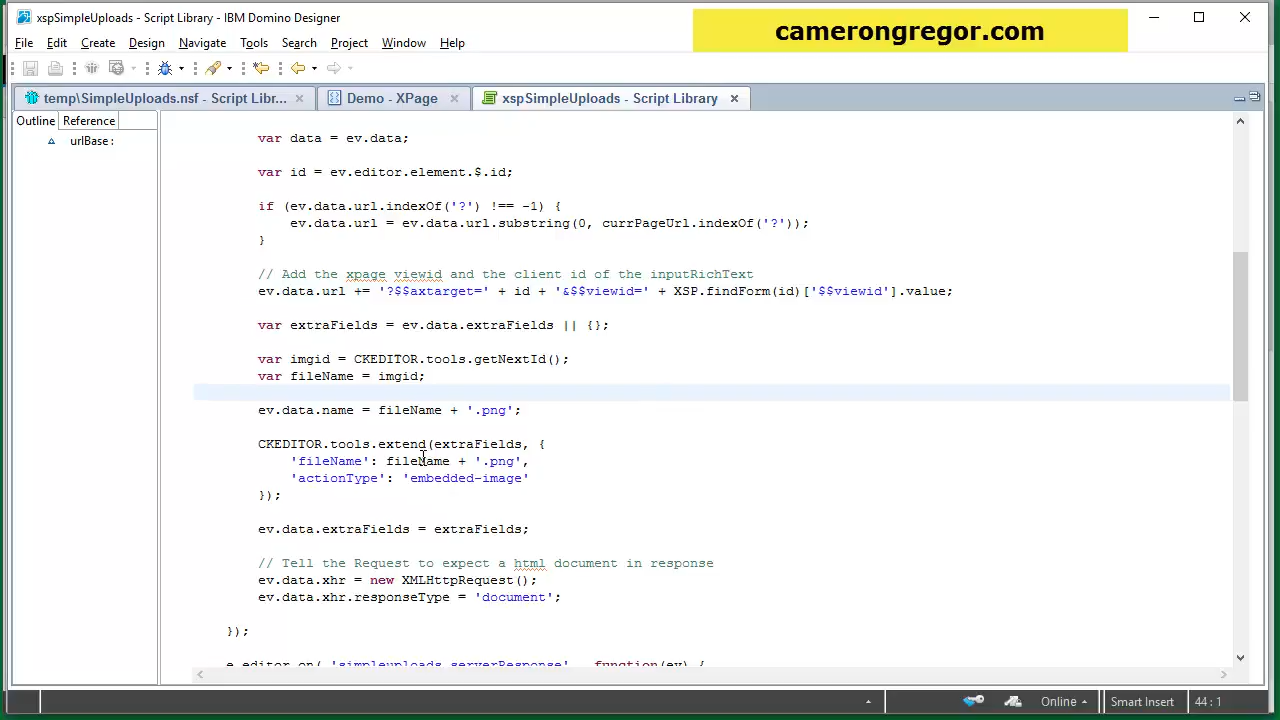 xspSimpleUploads - Script Library - IBM Domino Designer
camerongregor.com
File Edit Create Design Navigate Tools Search Project Window Help
temp\SimpleUploads.nsf - Script Libr... Demo - XPage xspSimpleUploads - Script Library
Outline Reference
urlBase :
var data = ev.data;
var id = ev.editor.element.$.id;
if (ev.data.url.indexOf('?') !== -1) {
ev.data.url = ev.data.url.substring(0, currPageUrl.indexOf('?'));
}
// Add the xpage viewid and the client id of the inputRichText
ev.data.url += '?$$axtarget=' + id + '&$$viewid=' + XSP.findForm(id)['$$viewid'].value;
var extraFields = ev.data.extraFields || {};
var imgid = CKEDITOR.tools.getNextId();
var fileName = imgid;
ev.data.name = fileName + '.png';
CKEDITOR.tools.extend(extraFields, {
'fileName': fileName + '.png',
'actionType': 'embedded-image'
});
ev.data.extraFields = extraFields;
// Tell the Request to expect a html document in response
ev.data.xhr = new XMLHttpRequest();
ev.data.xhr.responseType = 'document';
});
e.editor.on( 'simpleuploads.serverResponse' , function(ev) {
Online Smart Insert 44 : 1